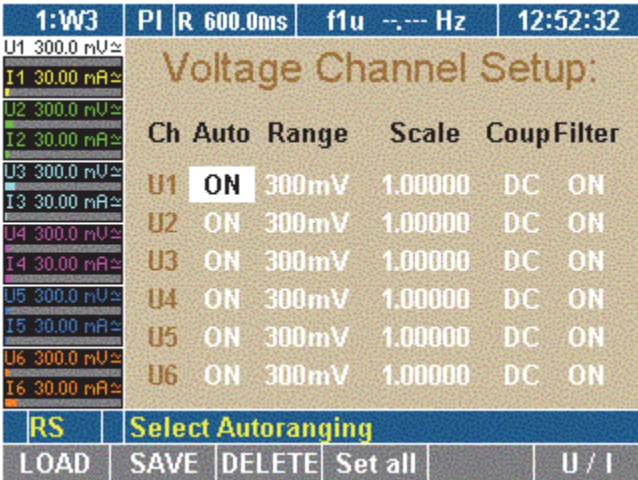 1:W3 PI R 600.0ms f1u --.--- Hz 12:52:32
U1 300.0 mV≃
I1 30.00 mA≃
U2 300.0 mV≃
I2 30.00 mA≃
U3 300.0 mV≃
I3 30.00 mA≃
U4 300.0 mV≃
I4 30.00 mA≃
U5 300.0 mV≃
I5 30.00 mA≃
U6 300.0 mV≃
I6 30.00 mA≃
Voltage Channel Setup:
Ch Auto Range Scale Coup Filter
U1 ON 300mV 1.00000 DC ON
U2 ON 300mV 1.00000 DC ON
U3 ON 300mV 1.00000 DC ON
U4 ON 300mV 1.00000 DC ON
U5 ON 300mV 1.00000 DC ON
U6 ON 300mV 1.00000 DC ON
RS Select Autoranging
LOAD SAVE DELETE Set all U / I